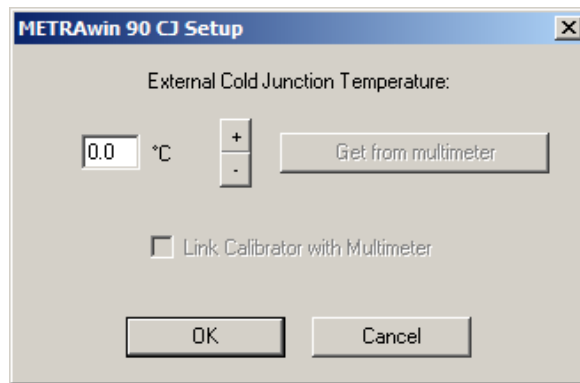 METRAwin 90 CJ Setup
External Cold Junction Temperature:
0.0 °C + Get from multimeter
-
Link Calibrator with Multimeter
OK Cancel